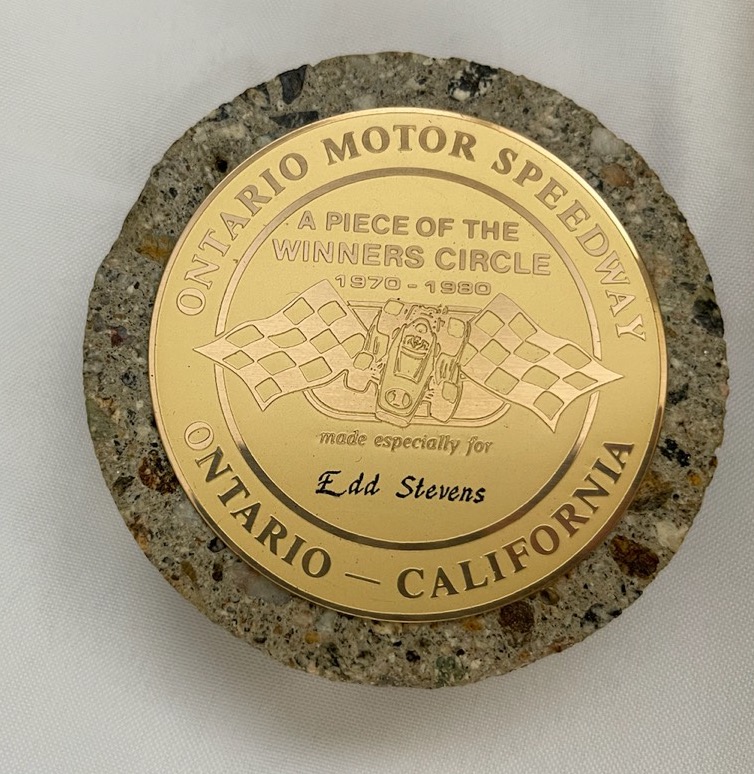 ONTARIO MOTOR SPEEDWAY
A PIECE OF THE
WINNERS CIRCLE
1970 - 1980
made especially for
Edd Stevens
ONTARIO — CALIFORNIA